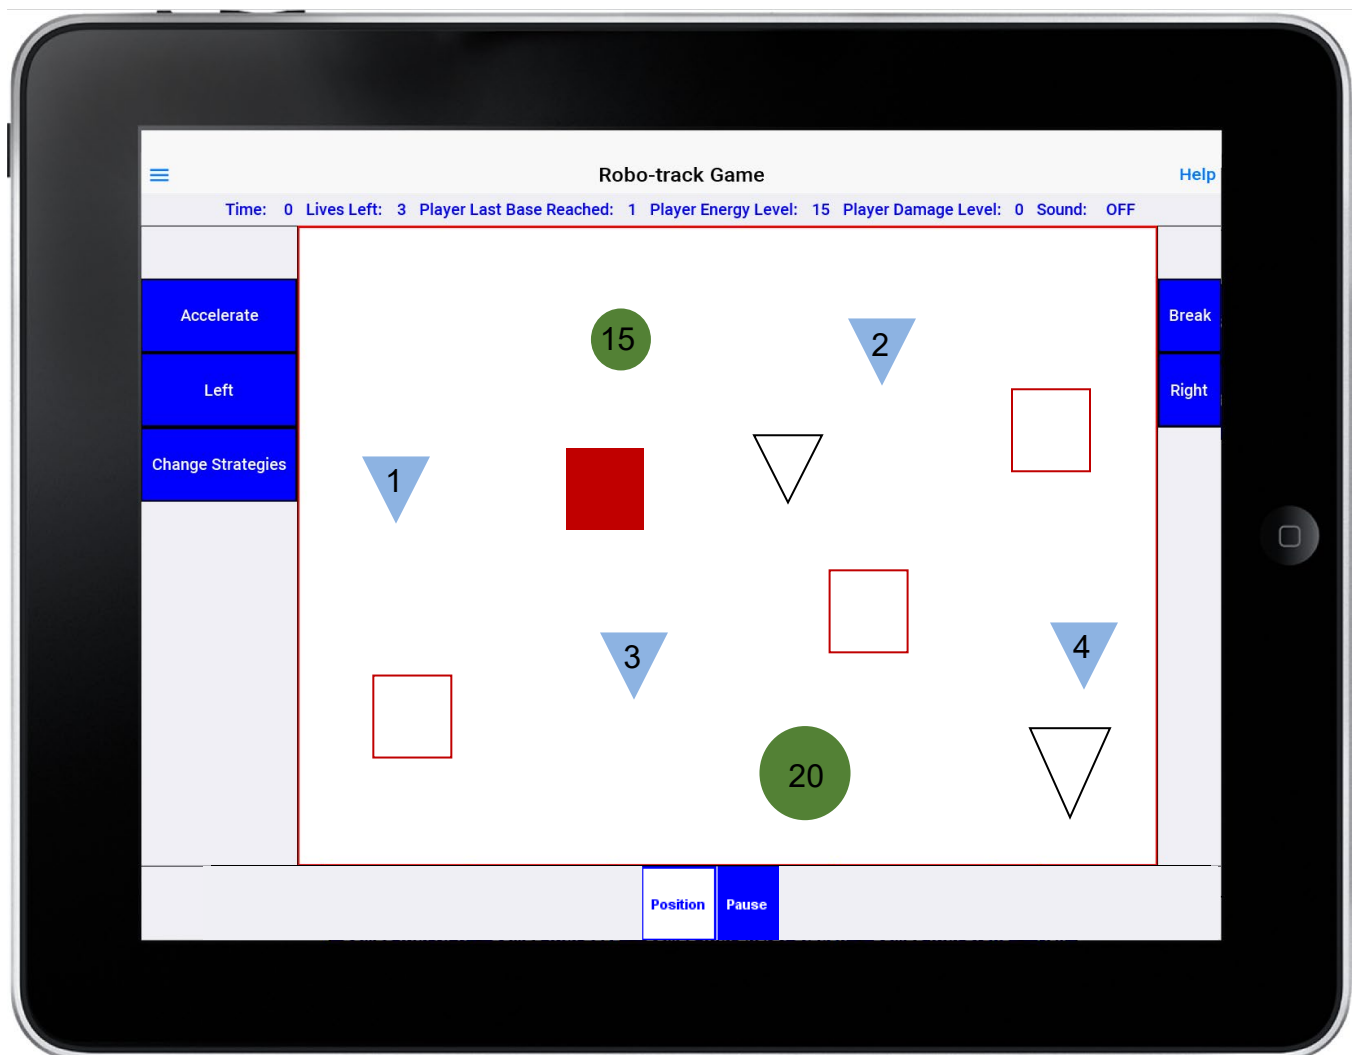 Robo-track Game
Help
Time: 0 Lives Left: 3 Player Last Base Reached: 1 Player Energy Level: 15 Player Damage Level: 0 Sound: OFF
Accelerate
Left
Change Strategies
Break
Right
15
2
1
3
4
20
Position
Pause